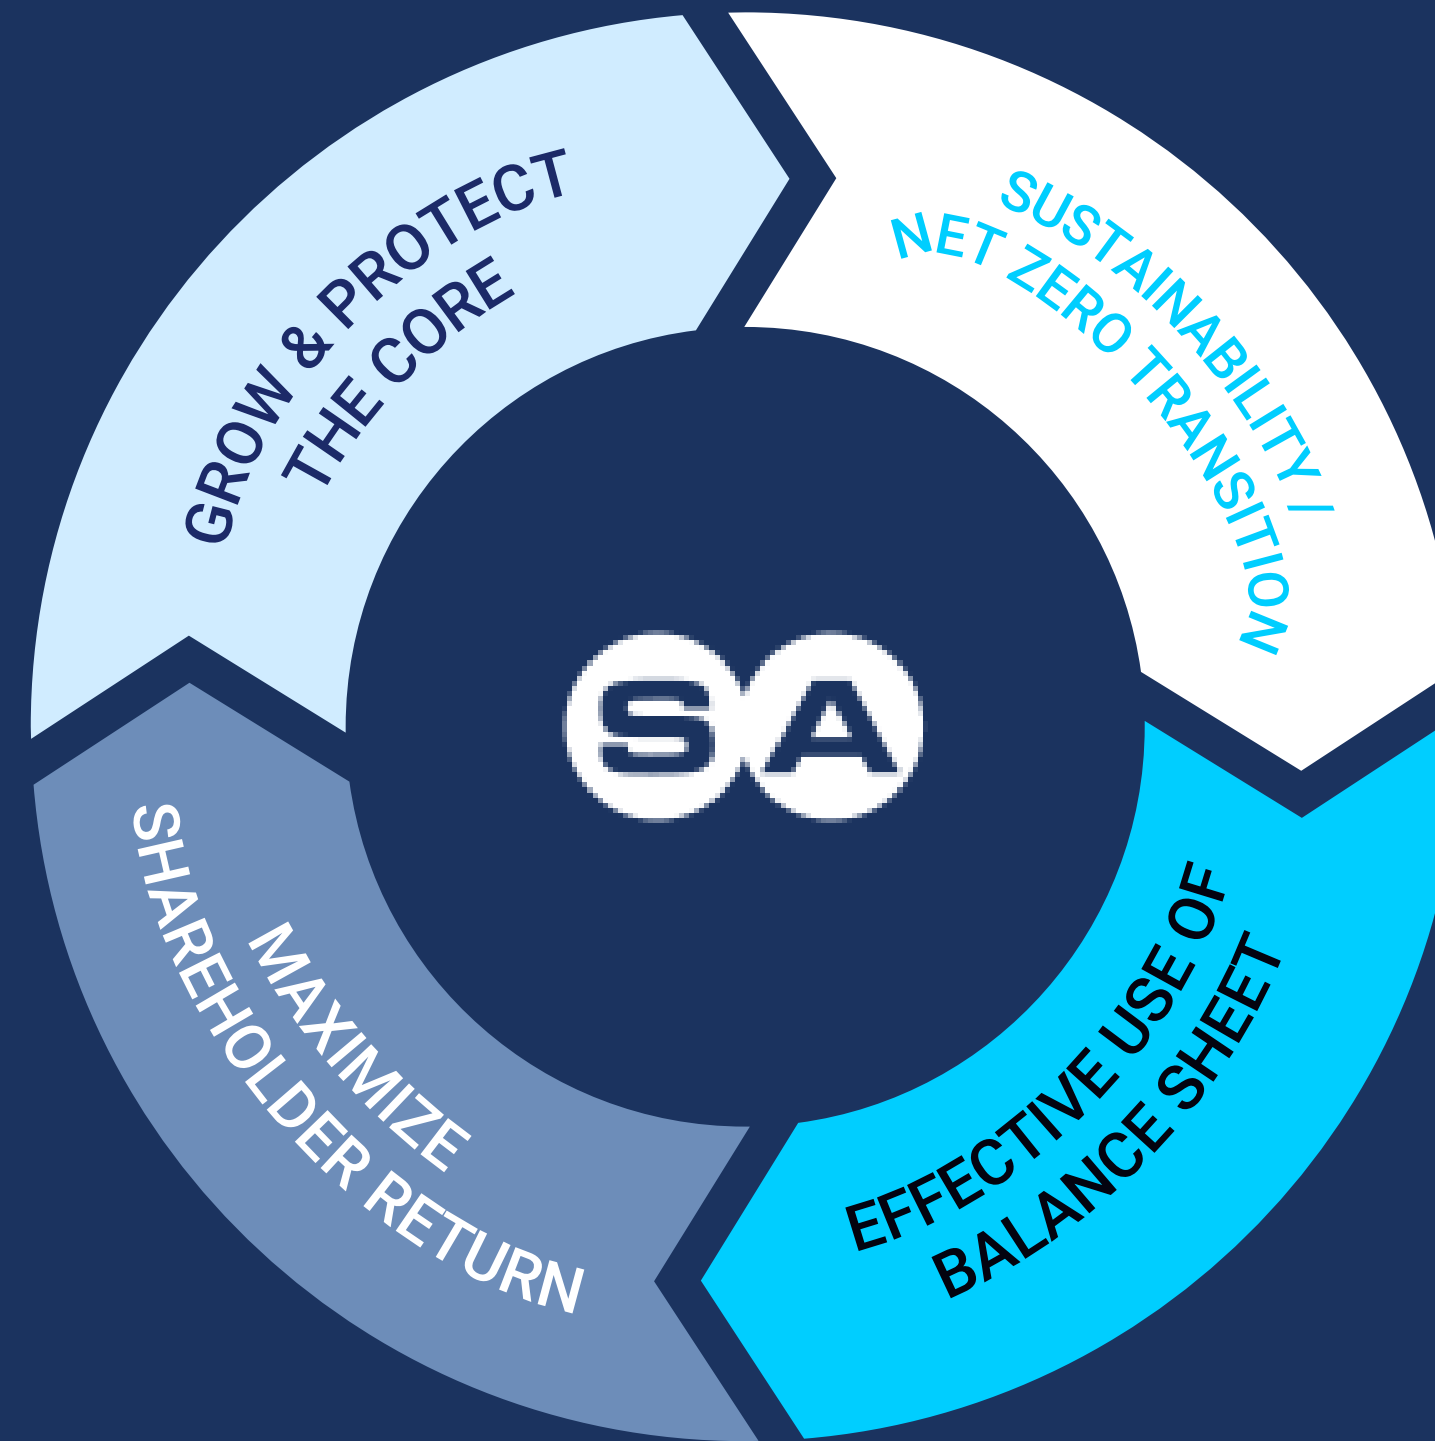 GROW & PROTECT
THE CORE
SUSTAINABILITY /
NET ZERO TRANSITION
SA
MAXIMIZE
SHAREHOLDER RETURN
EFFECTIVE USE OF
BALANCE SHEET